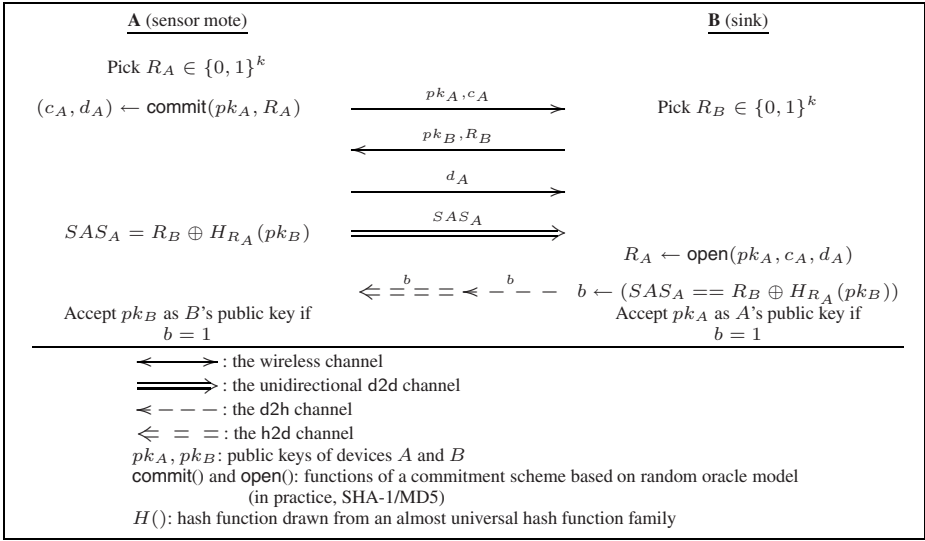 A (sensor mote) B (sink)
Pick R_A ∈ {0, 1}^k
(c_A, d_A) ← commit(pk_A, R_A) pk_A, c_A Pick R_B ∈ {0, 1}^k
pk_B, R_B
d_A
SAS_A = R_B ⊕ H_{R_A}(pk_B) SAS_A
R_A ← open(pk_A, c_A, d_A)
b b b ← (SAS_A == R_B ⊕ H_{R_A}(pk_B))
Accept pk_B as B's public key if Accept pk_A as A's public key if
b = 1 b = 1
: the wireless channel
: the unidirectional d2d channel
: the d2h channel
: the h2d channel
pk_A, pk_B: public keys of devices A and B
commit() and open(): functions of a commitment scheme based on random oracle model
(in practice, SHA-1/MD5)
H(): hash function drawn from an almost universal hash function family